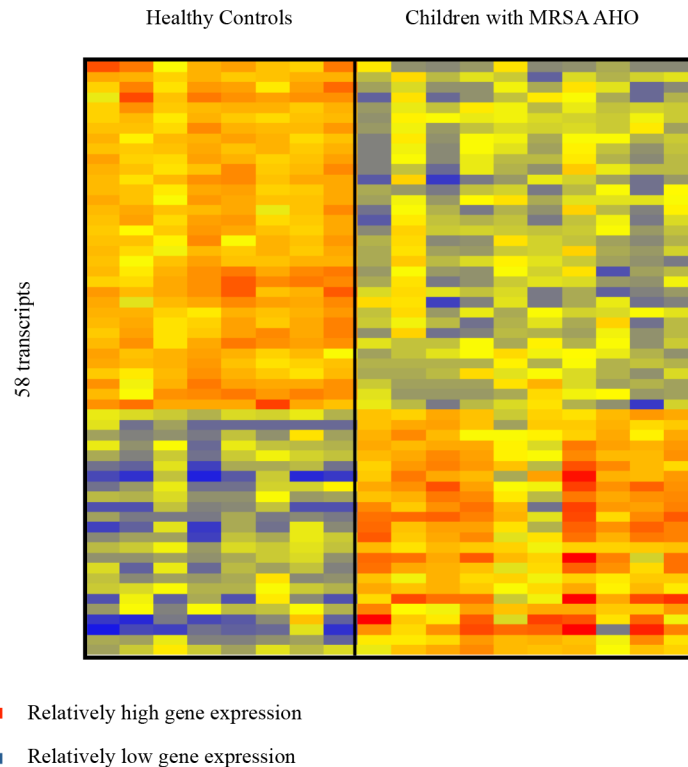 Healthy Controls
Children with MRSA AHO
58 transcripts
Relatively high gene expression
Relatively low gene expression